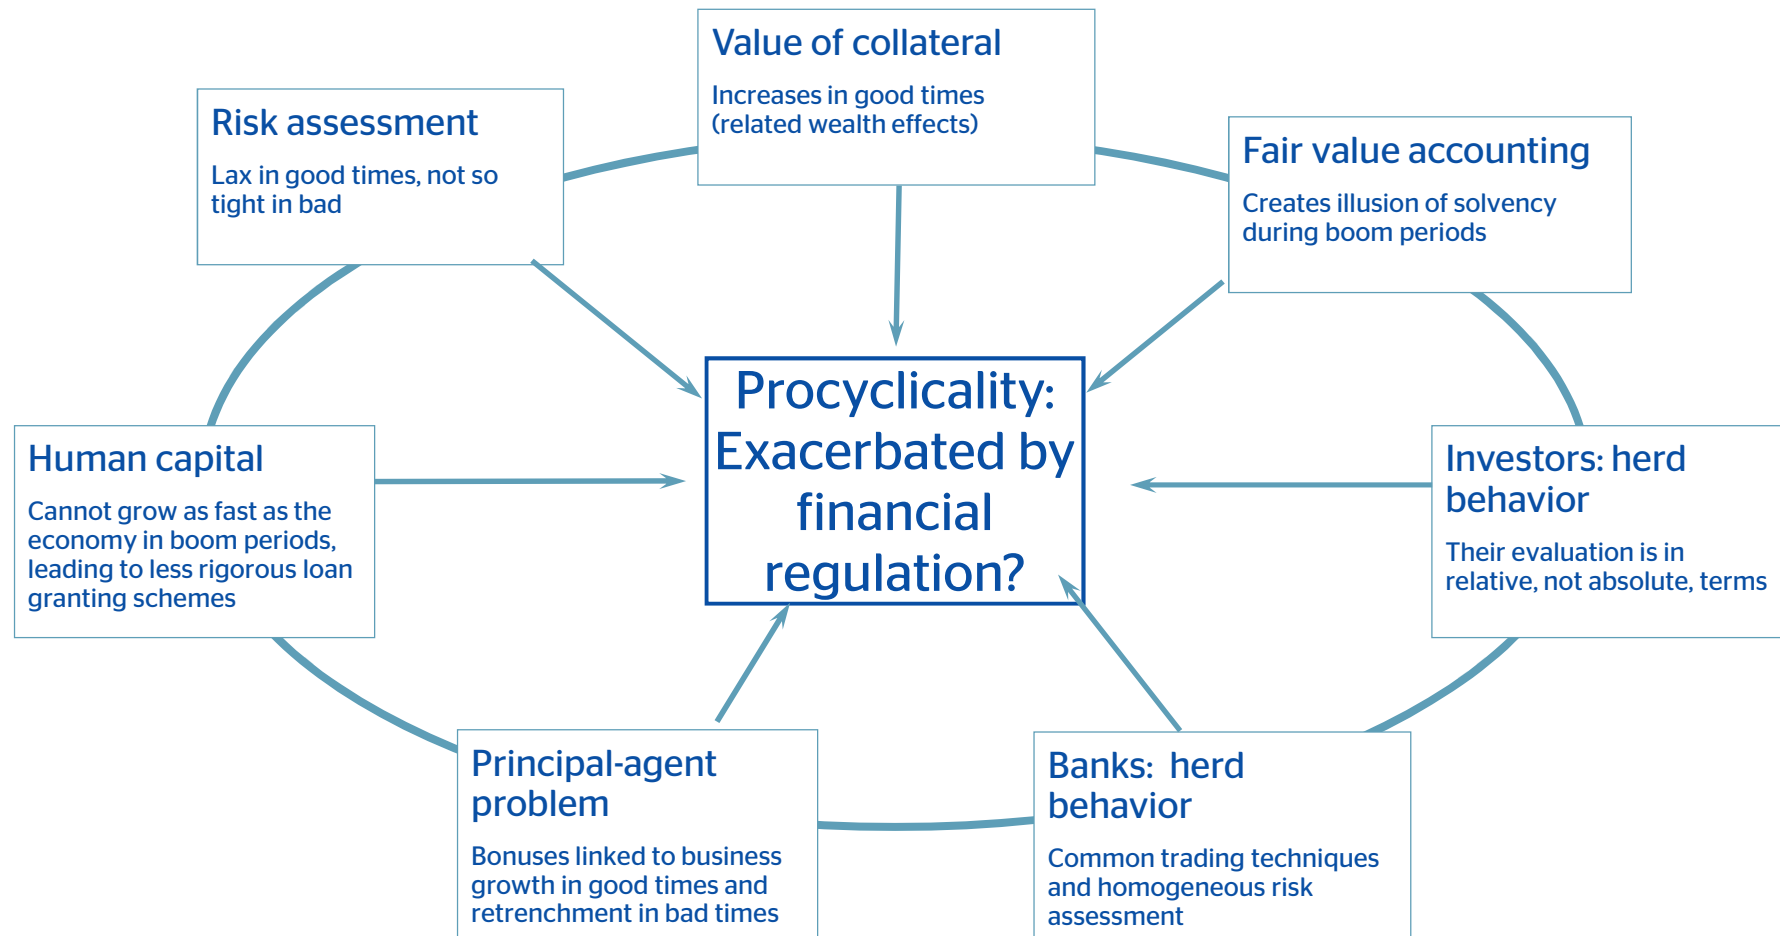 Value of collateral
Increases in good times
(related wealth effects)
Risk assessment
Lax in good times, not so
tight in bad
Fair value accounting
Creates illusion of solvency
during boom periods
Procyclicality:
Exacerbated by
financial
regulation?
Human capital
Cannot grow as fast as the
economy in boom periods,
leading to less rigorous loan
granting schemes
Investors: herd
behavior
Their evaluation is in
relative, not absolute, terms
Principal-agent
problem
Bonuses linked to business
growth in good times and
retrenchment in bad times
Banks:  herd
behavior
Common trading techniques
and homogeneous risk
assessment